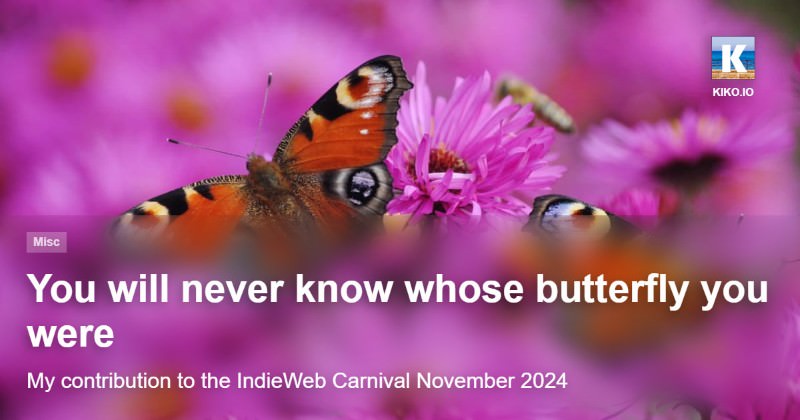 K
KIKO.IO
Misc
You will never know whose butterfly you
were
My contribution to the IndieWeb Carnival November 2024